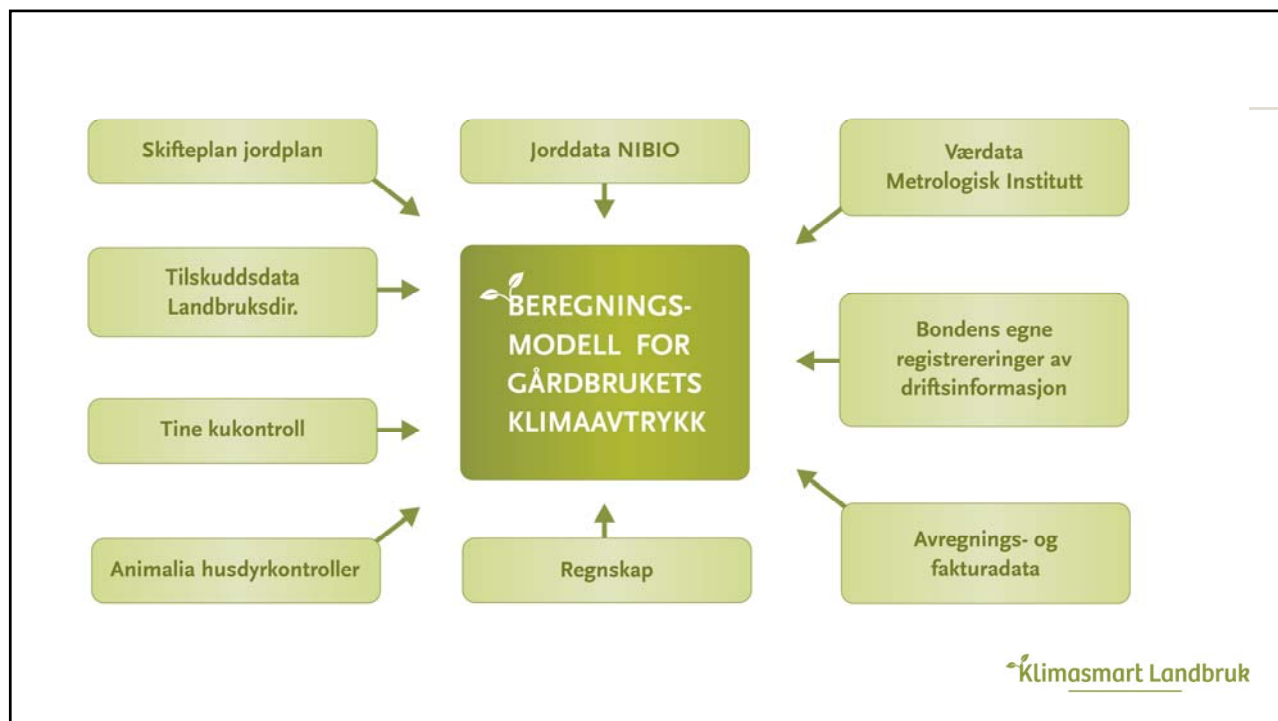 Skifteplan jordplan
Jorddata NIBIO
Værdata
Metrologisk Institutt
Tilskuddsdata
Landbruksdir.
BEREGNINGS-
MODELL FOR
GÅRDBRUKETS
KLIMAAVTRYKK
Bondens egne
registrereringer av
driftsinformasjon
Tine kukontroll
Animalia husdyrkontroller
Regnskap
Avregnings- og
fakturadata
Klimasmart Landbruk